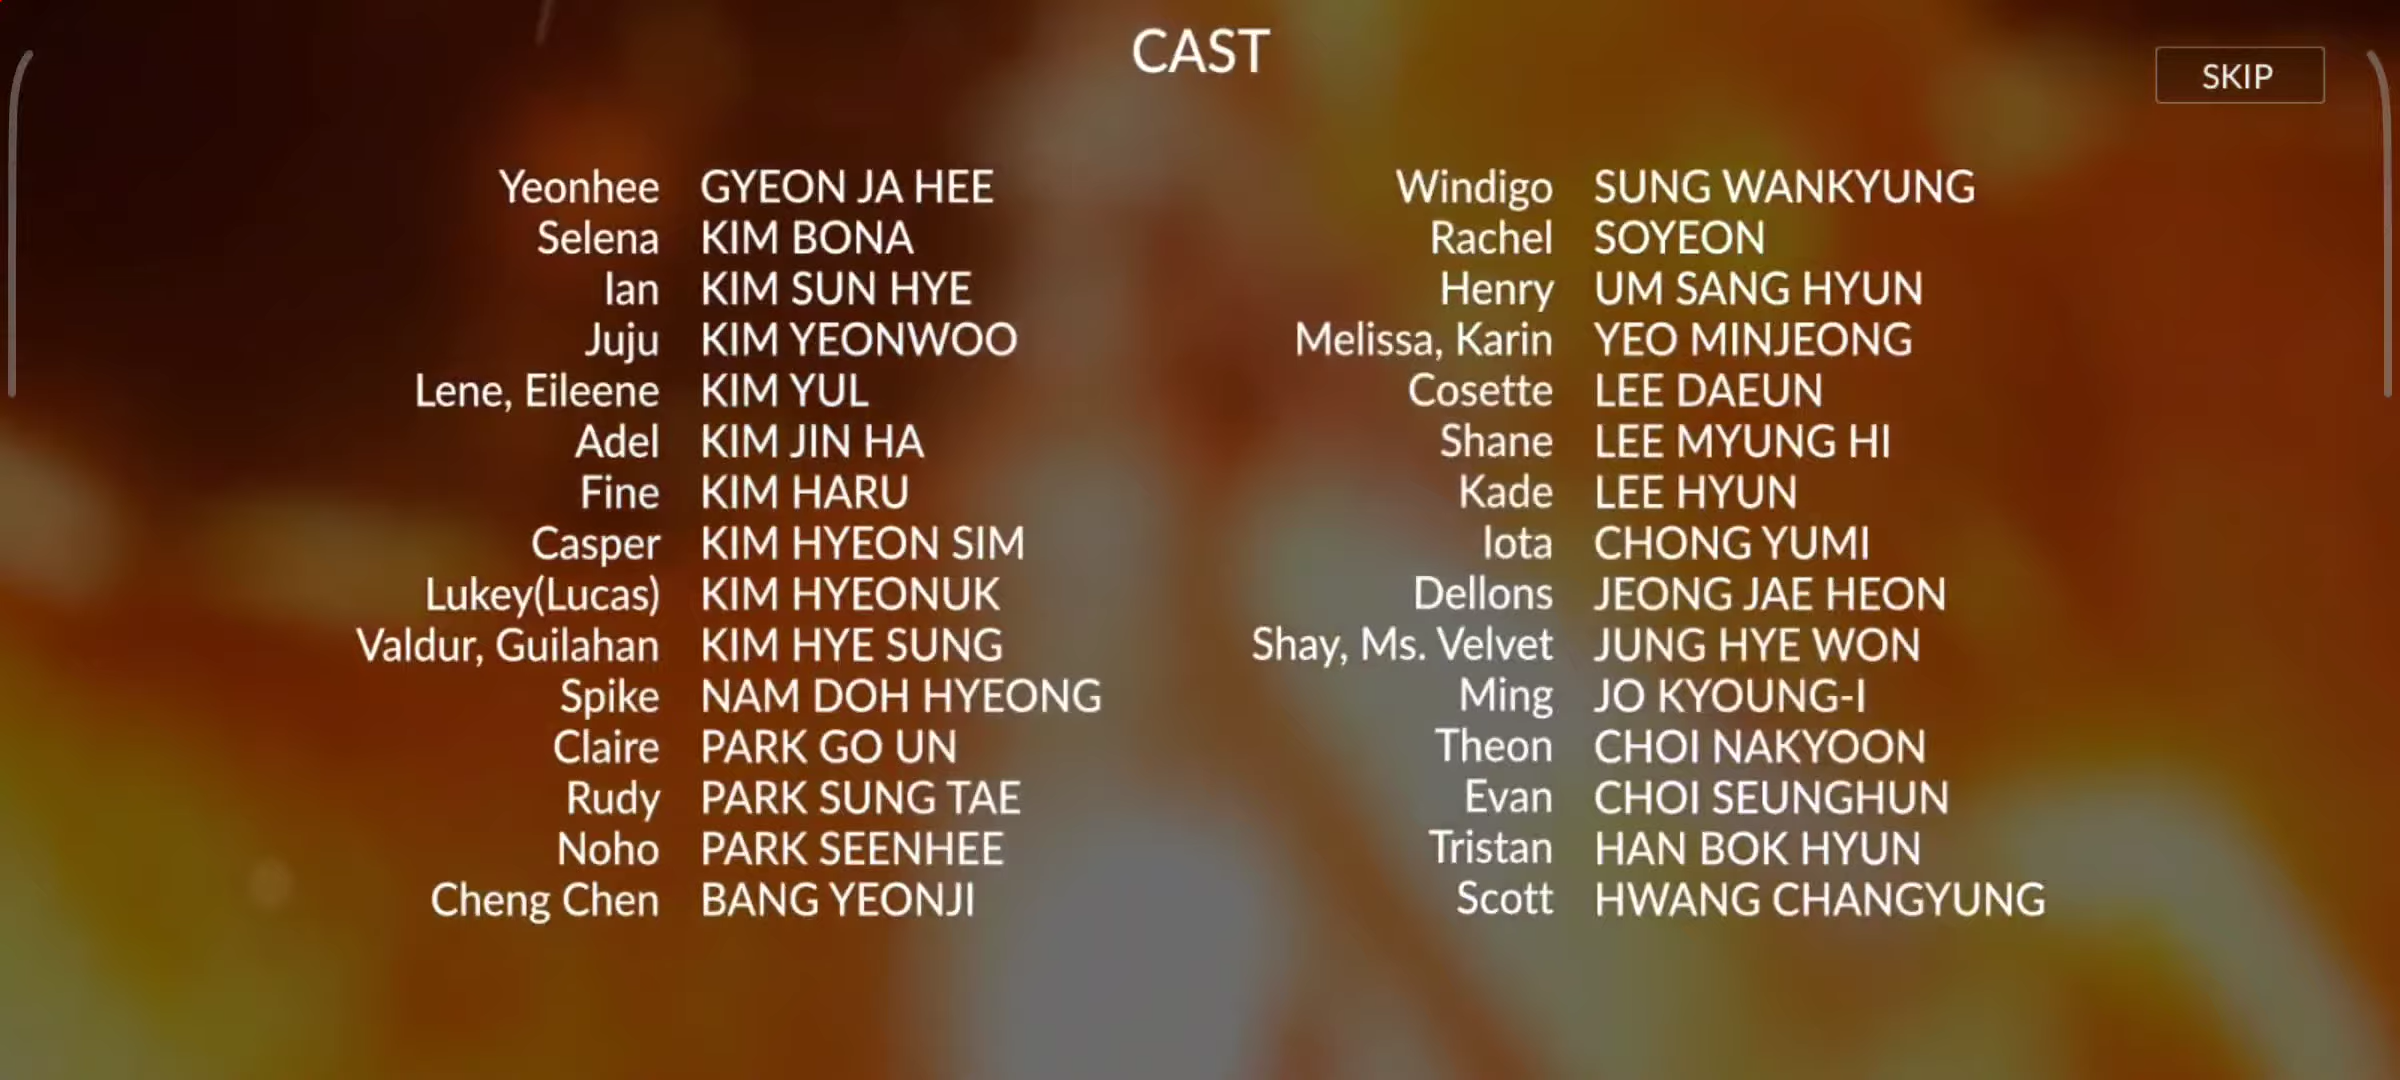 CAST
SKIP
Yeonhee GYEON JA HEE
Selena KIM BONA
Ian KIM SUN HYE
Juju KIM YEONWOO
Lene, Eileene KIM YUL
Adel KIM JIN HA
Fine KIM HARU
Casper KIM HYEON SIM
Lukey(Lucas) KIM HYEONUK
Valdur, Guilahan KIM HYE SUNG
Spike NAM DOH HYEONG
Claire PARK GO UN
Rudy PARK SUNG TAE
Noho PARK SEENHEE
Cheng Chen BANG YEONJI
Windigo SUNG WANKYUNG
Rachel SOYEON
Henry UM SANG HYUN
Melissa, Karin YEO MINJEONG
Cosette LEE DAEUN
Shane LEE MYUNG HI
Kade LEE HYUN
Iota CHONG YUMI
Dellons JEONG JAE HEON
Shay, Ms. Velvet JUNG HYE WON
Ming JO KYOUNG-I
Theon CHOI NAKYOON
Evan CHOI SEUNGHUN
Tristan HAN BOK HYUN
Scott HWANG CHANGYUNG